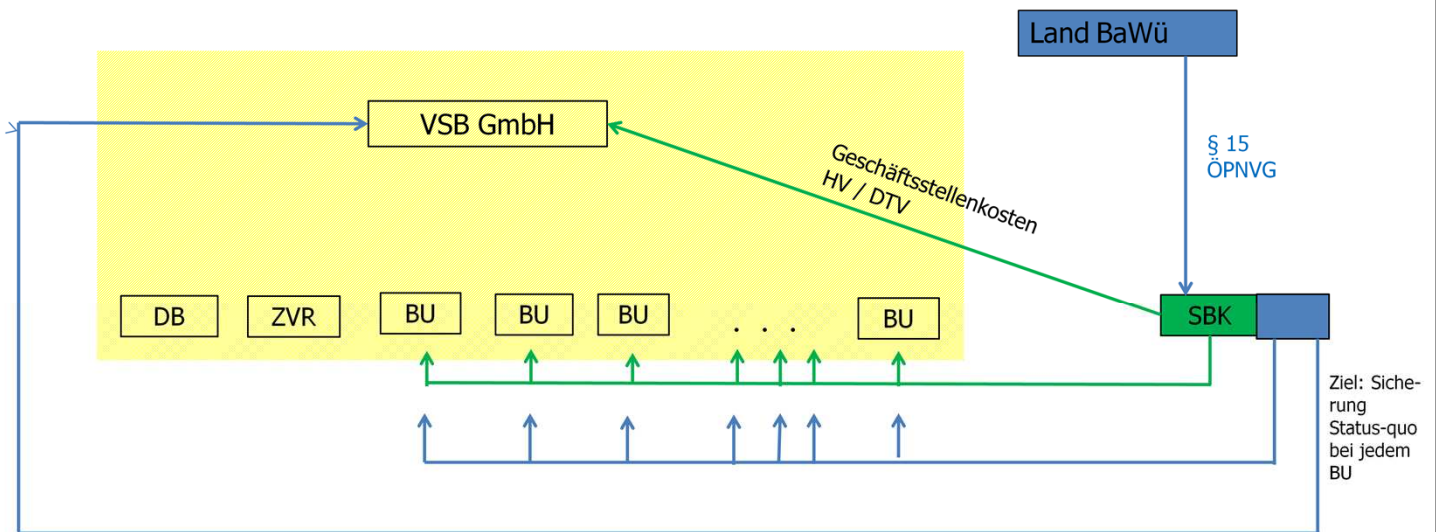 Land BaWü
VSB GmbH
§ 15
ÖPNVG
Geschäftsstellenkosten
HV / DTV
DB
ZVR
BU
BU
BU
. . .
BU
SBK
Ziel: Siche-
rung
Status-quo
bei jedem
BU